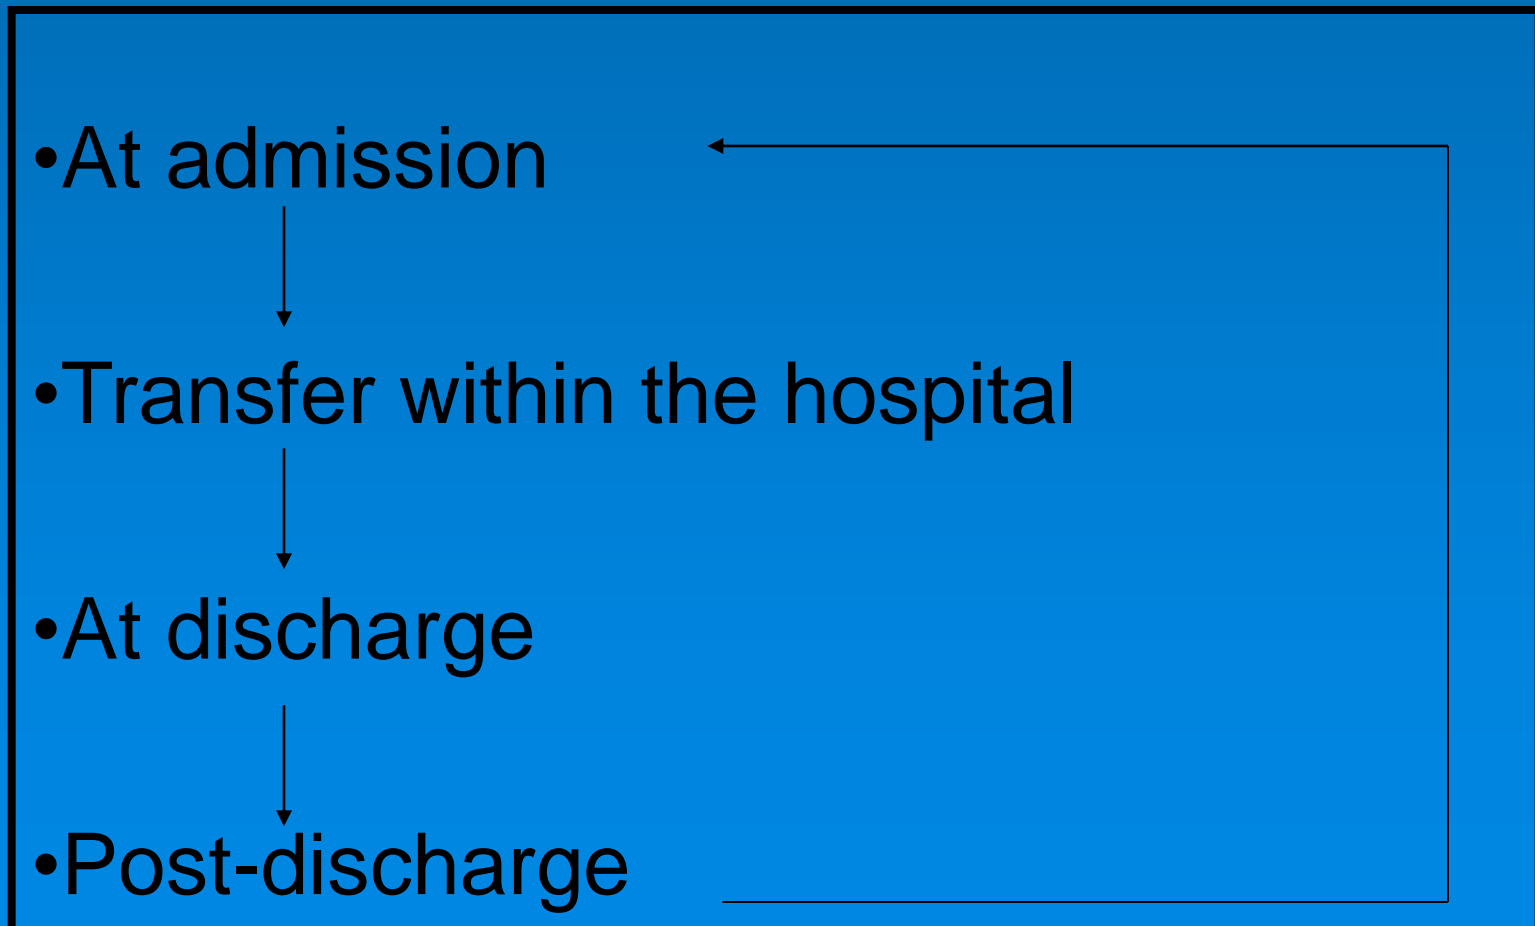 •At admission
•Transfer within the hospital
•At discharge
•Post-discharge